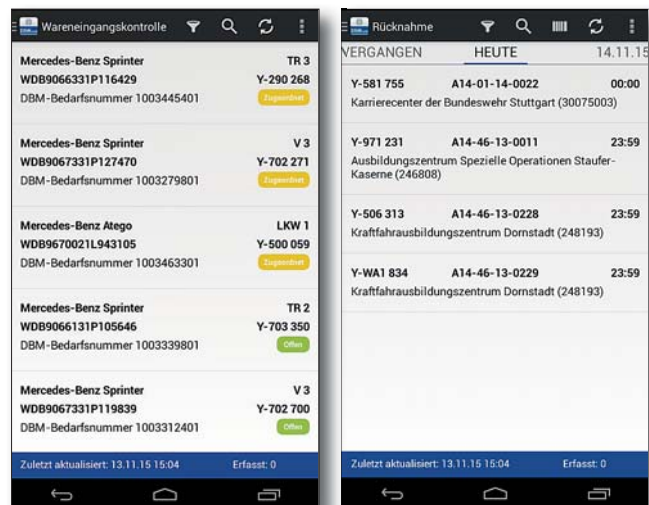 Wareneingangskontrolle
Mercedes-Benz Sprinter TR 3
WDB9066331P116429 Y-290 268
DBM-Bedarfsnummer 1003445401 Zugeordnet
Mercedes-Benz Sprinter V 3
WDB9067331P127470 Y-702 271
DBM-Bedarfsnummer 1003279801 Zugeordnet
Mercedes-Benz Atego LKW 1
WDB9670021L943105 Y-500 059
DBM-Bedarfsnummer 1003463301 Zugeordnet
Mercedes-Benz Sprinter TR 2
WDB9066131P105646 Y-703 350
DBM-Bedarfsnummer 1003339801 Offen
Mercedes-Benz Sprinter V 3
WDB9067331P119839 Y-702 700
DBM-Bedarfsnummer 1003312401 Offen
Zuletzt aktualisiert: 13.11.15 15:04 Erfasst: 0
Rücknahme
VERGANGEN HEUTE 14.11.15
Y-581 755 A14-01-14-0022 00:00
Karrierecenter der Bundeswehr Stuttgart (30075003)
Y-971 231 A14-46-13-0011 23:59
Ausbildungszentrum Spezielle Operationen Staufer-
Kaserne (246808)
Y-506 313 A14-46-13-0228 23:59
Kraftfahrausbildungszentrum Dornstadt (248193)
Y-WA1 834 A14-46-13-0229 23:59
Kraftfahrausbildungszentrum Dornstadt (248193)
Zuletzt aktualisiert: 13.11.15 15:04 Erfasst: 0